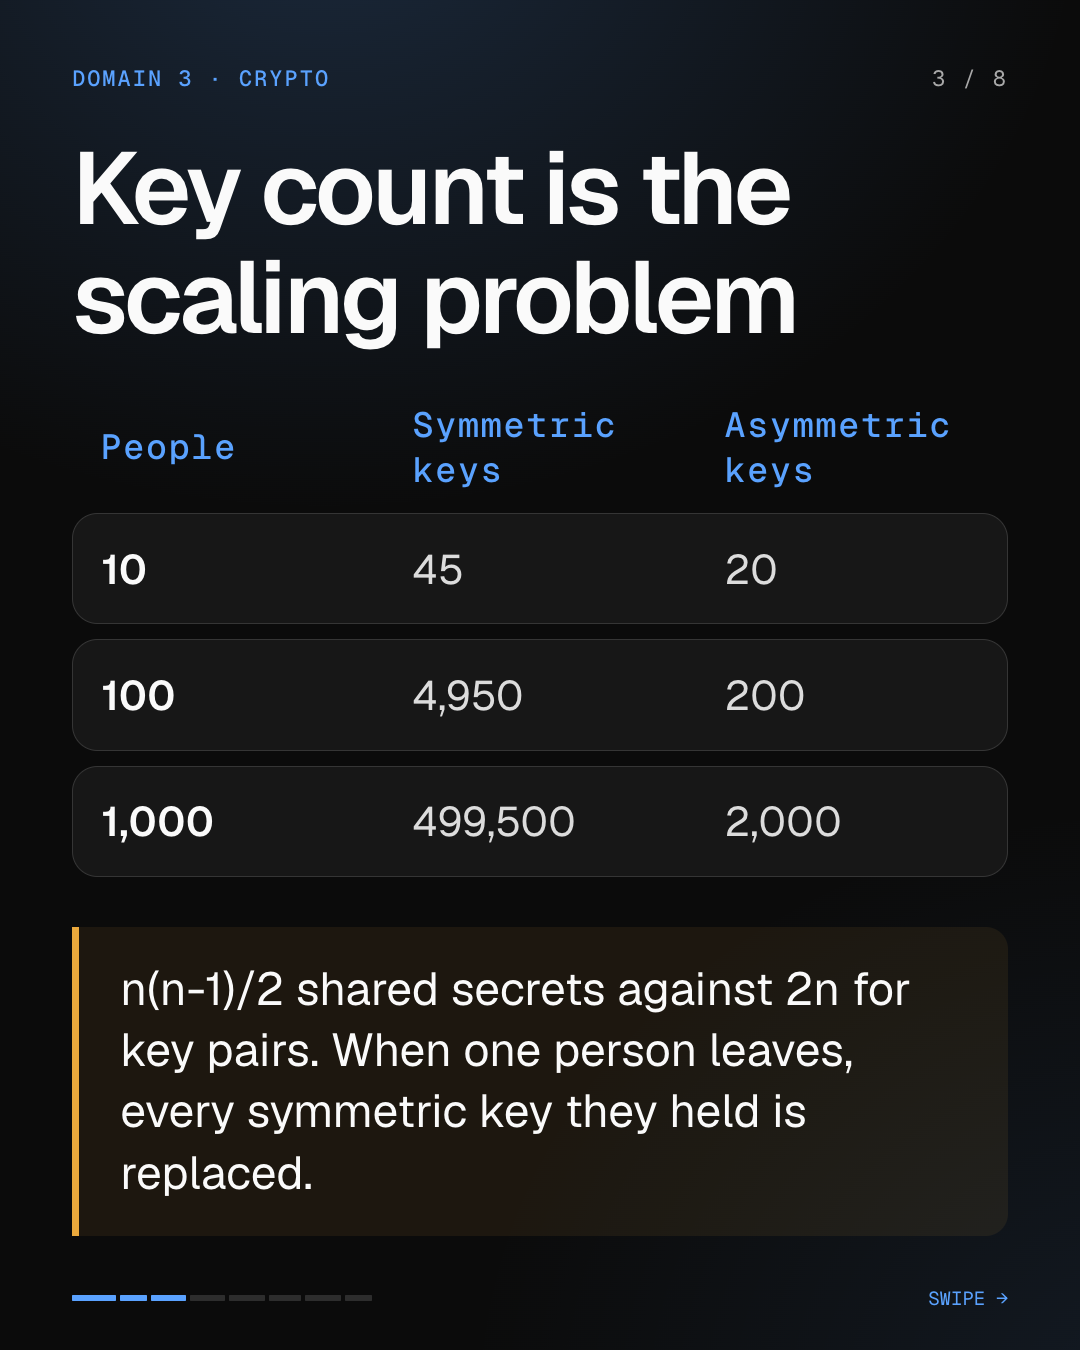 DOMAIN 3 · CRYPTO
3 / 8
Key count is the
scaling problem
People
Symmetric keys
Asymmetric keys
10 45 20
100 4,950 200
1,000 499,500 2,000
n(n-1)/2 shared secrets against 2n for
key pairs. When one person leaves,
every symmetric key they held is
replaced.
SWIPE →